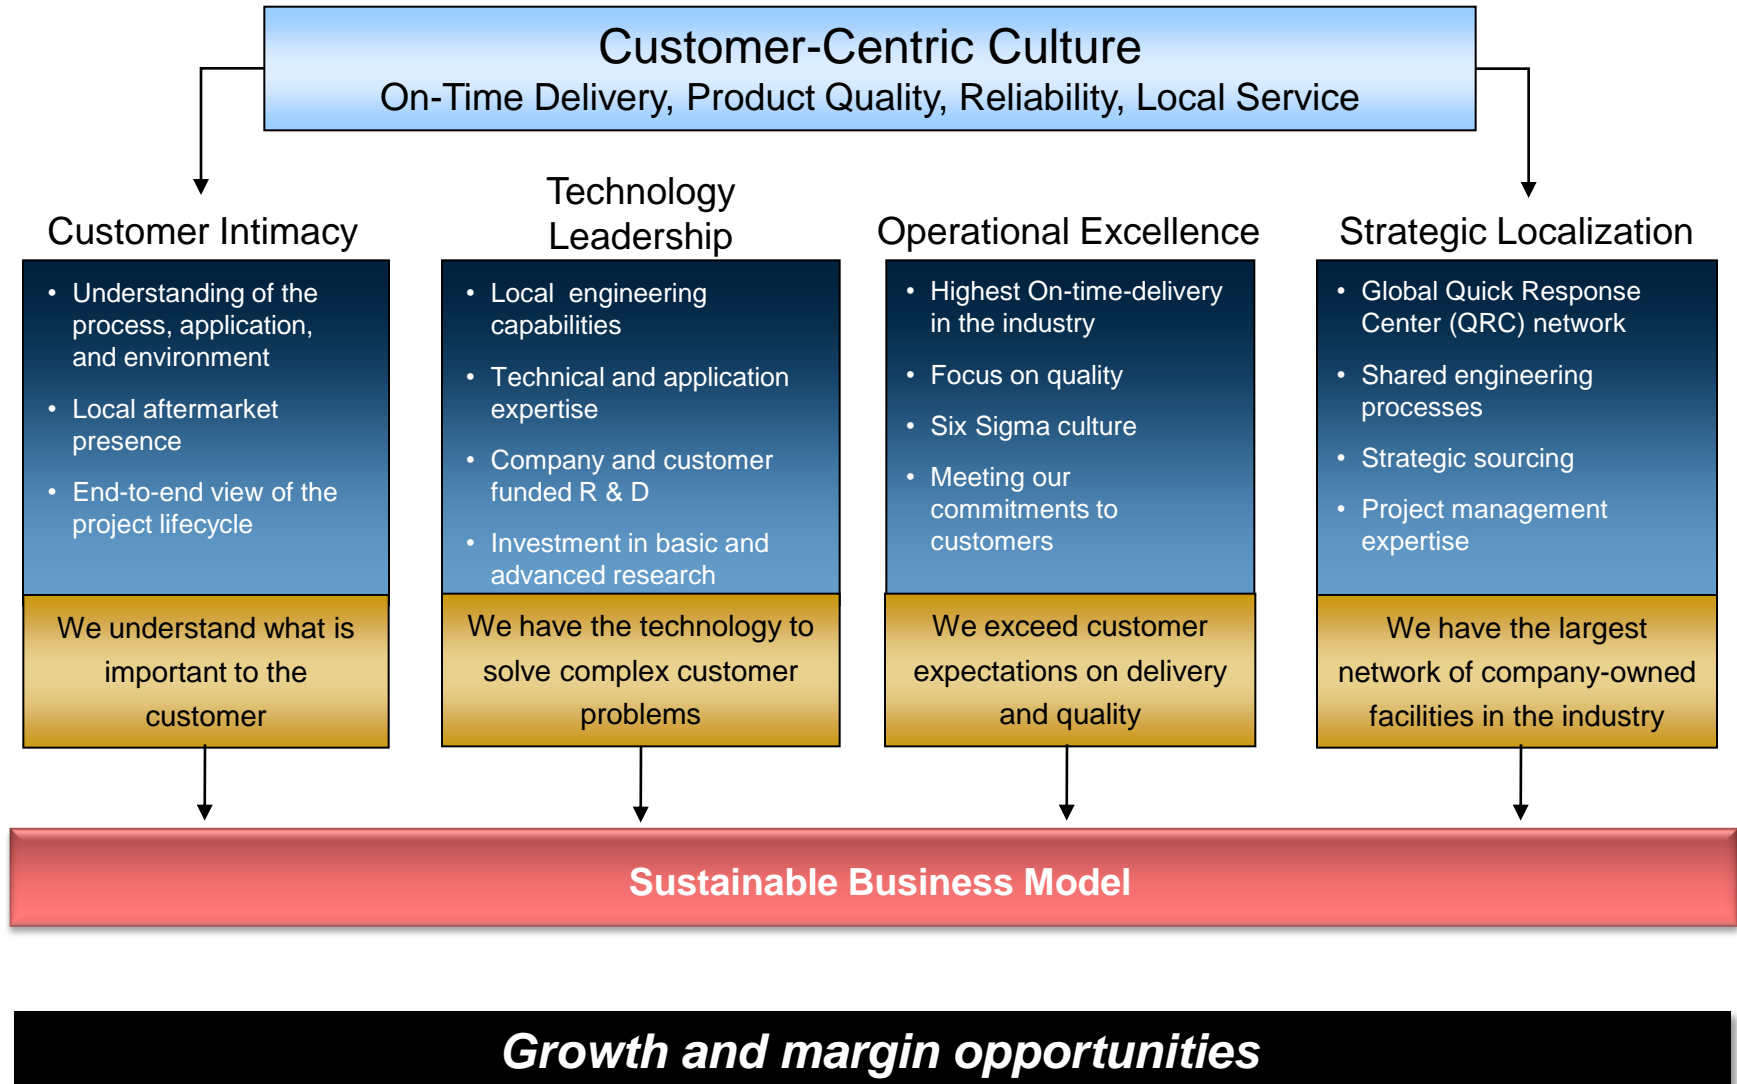 Customer-Centric Culture
On-Time Delivery, Product Quality, Reliability, Local Service
Customer Intimacy
• Understanding of the
process, application,
and environment
• Local aftermarket
presence
• End-to-end view of the
project lifecycle
We understand what is
important to the
customer
Technology
Leadership
• Local engineering
capabilities
• Technical and application
expertise
• Company and customer
funded R & D
• Investment in basic and
advanced research
We have the technology to
solve complex customer
problems
Operational Excellence
• Highest On-time-delivery
in the industry
• Focus on quality
• Six Sigma culture
• Meeting our
commitments to
customers
We exceed customer
expectations on delivery
and quality
Strategic Localization
• Global Quick Response
Center (QRC) network
• Shared engineering
processes
• Strategic sourcing
• Project management
expertise
We have the largest
network of company-owned
facilities in the industry
Sustainable Business Model
Growth and margin opportunities